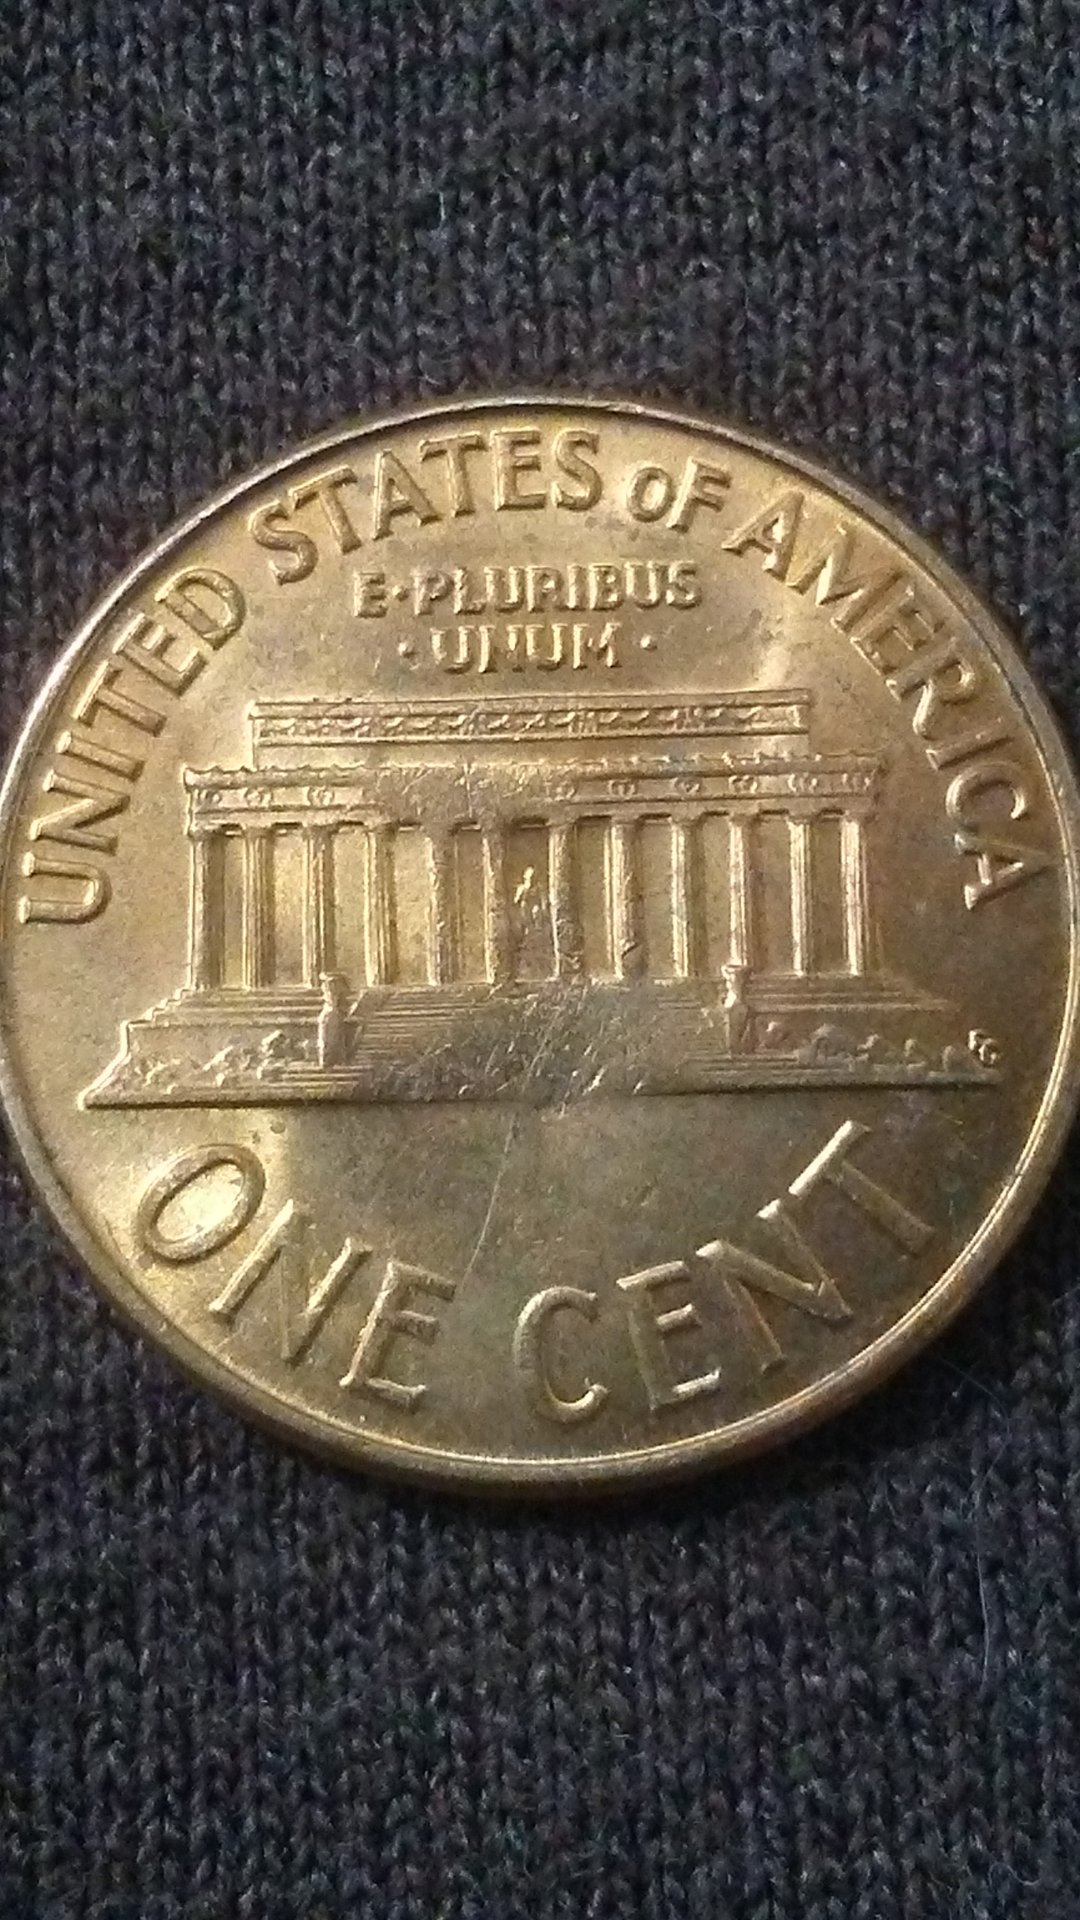 UNITED STATES OF AMERICA
E·PLURIBUS
·UNUM·
ONE CENT